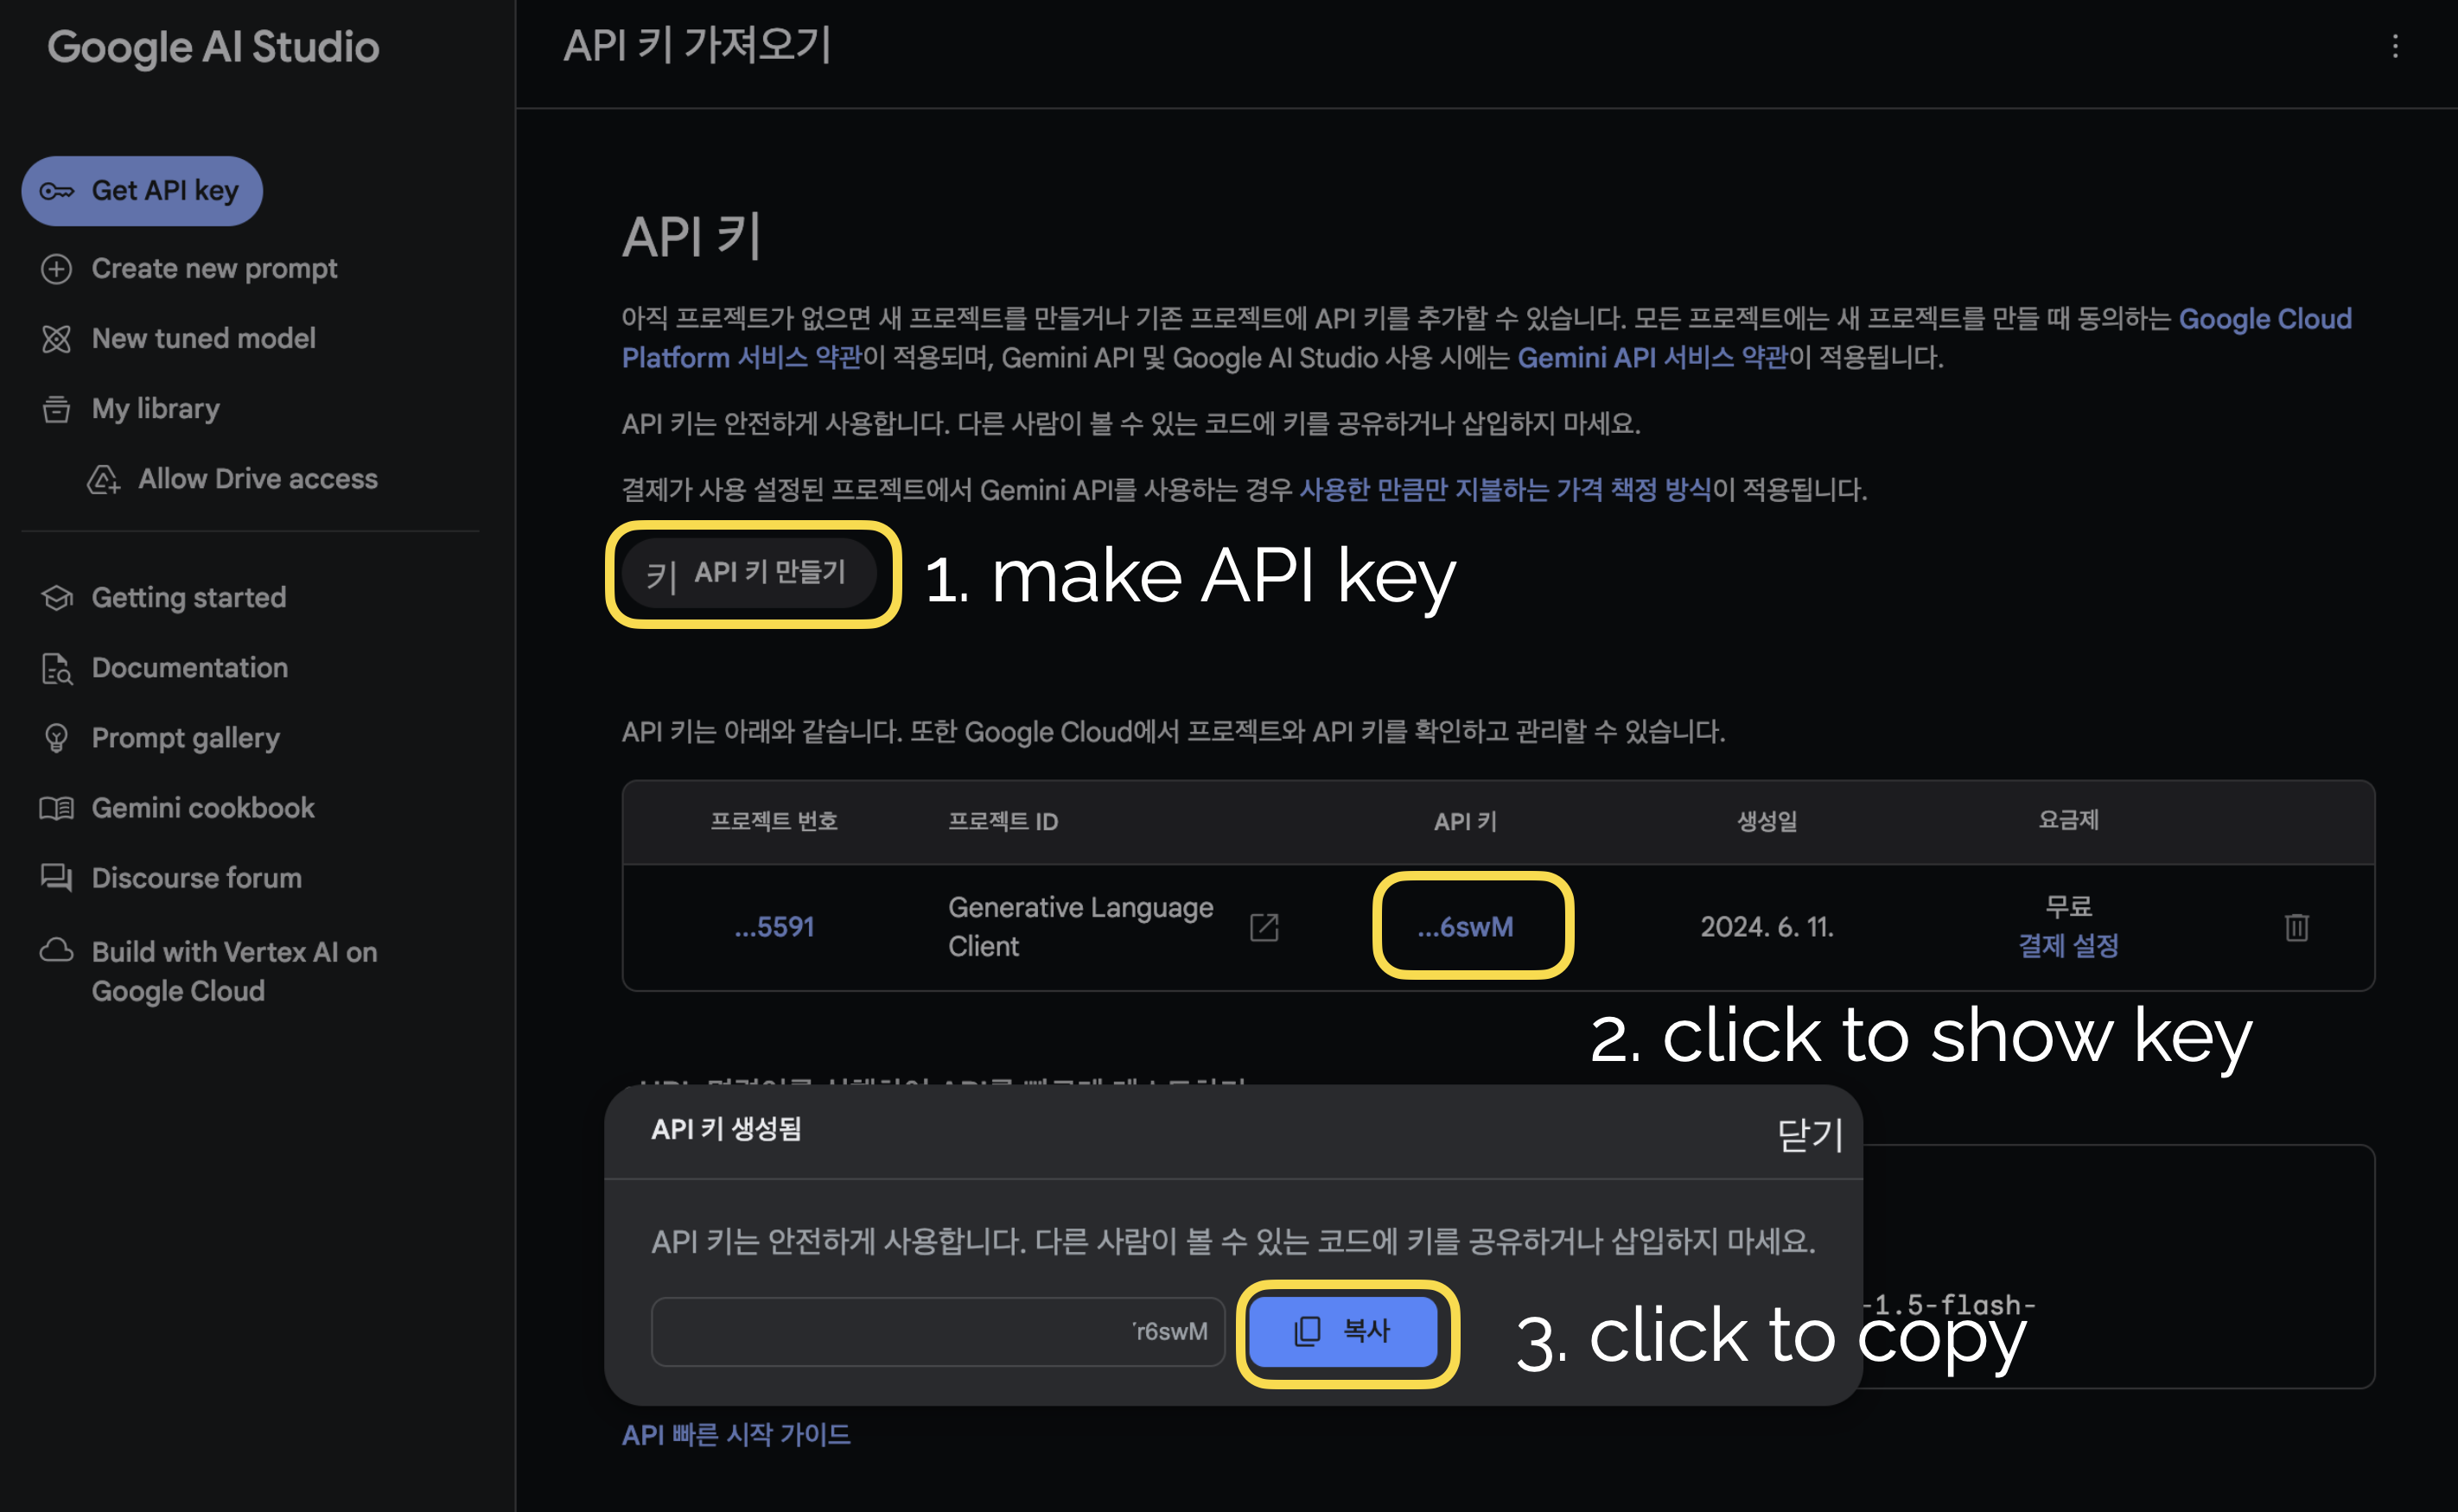 Google AI Studio
API 키 가져오기
Get API key
Create new prompt
New tuned model
My library
Allow Drive access
Getting started
Documentation
Prompt gallery
Gemini cookbook
Discourse forum
Build with Vertex AI on
Google Cloud
API 키
아직 프로젝트가 없으면 새 프로젝트를 만들거나 기존 프로젝트에 API 키를 추가할 수 있습니다. 모든 프로젝트에는 새 프로젝트를 만들 때 동의하는 Google Cloud
Platform 서비스 약관이 적용되며, Gemini API 및 Google AI Studio 사용 시에는 Gemini API 서비스 약관이 적용됩니다.
API 키는 안전하게 사용합니다. 다른 사람이 볼 수 있는 코드에 키를 공유하거나 삽입하지 마세요.
결제가 사용 설정된 프로젝트에서 Gemini API를 사용하는 경우 사용한 만큼만 지불하는 가격 책정 방식이 적용됩니다.
키 API 키 만들기
1. make API key
API 키는 아래와 같습니다. 또한 Google Cloud에서 프로젝트와 API 키를 확인하고 관리할 수 있습니다.
프로젝트 번호 프로젝트 ID API 키 생성일 요금제
...5591 Generative Language Client ...6swM 2024. 6. 11. 무료 결제 설정
2. click to show key
API 키 생성됨
닫기
API 키는 안전하게 사용합니다. 다른 사람이 볼 수 있는 코드에 키를 공유하거나 삽입하지 마세요.
r6swM
복사
3. click to copy
-1.5-flash-
API 빠른 시작 가이드